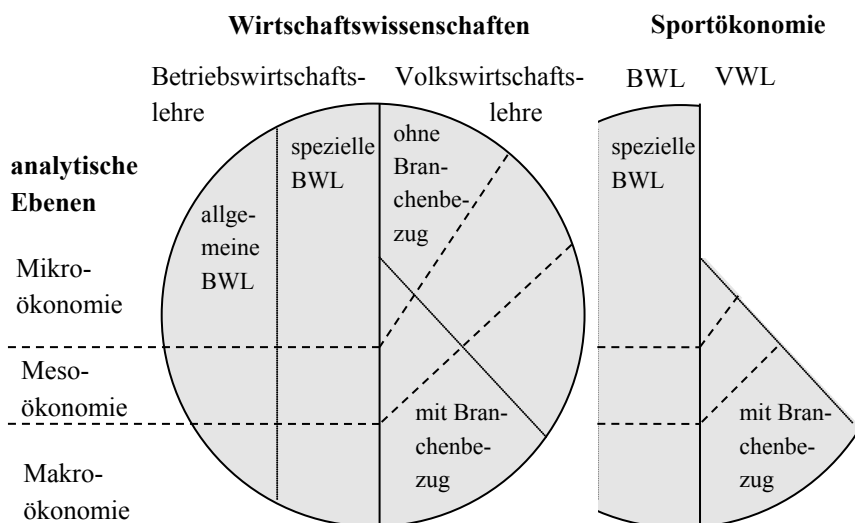 Wirtschaftswissenschaften
Sportökonomie
Betriebswirtschafts-
lehre
Volkswirtschafts-
lehre
BWL
VWL
analytische
Ebenen
Mikro-
ökonomie
Meso-
ökonomie
Makro-
ökonomie
allge-
meine
BWL
spezielle
BWL
ohne
Bran-
chenbe-
zug
mit Bran-
chenbe-
zug
spezielle
BWL
mit Bran-
chenbe-
zug